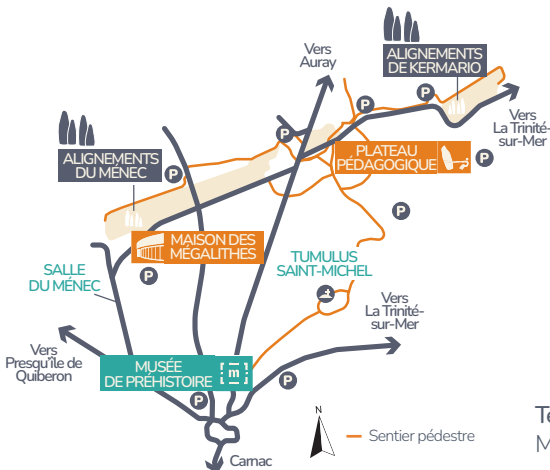 Vers
Auray
ALIGNEMENTS
DE KERMARIO
P
P
Vers
La Trinité-
sur-Mer
P
ALIGNEMENTS
DU MÉNEC
P
PLATEAU
PÉDAGOGIQUE
P
P
MAISON DES
MÉGALITHES
P
TUMULUS
SAINT-MICHEL
SALLE
DU MÉNEC
Vers
La Trinité-
sur-Mer
Vers
Presqu'île de
Quiberon
MUSÉE
DE PRÉHISTOIRE
m
P
P
N
Sentier pédestre
Carnac